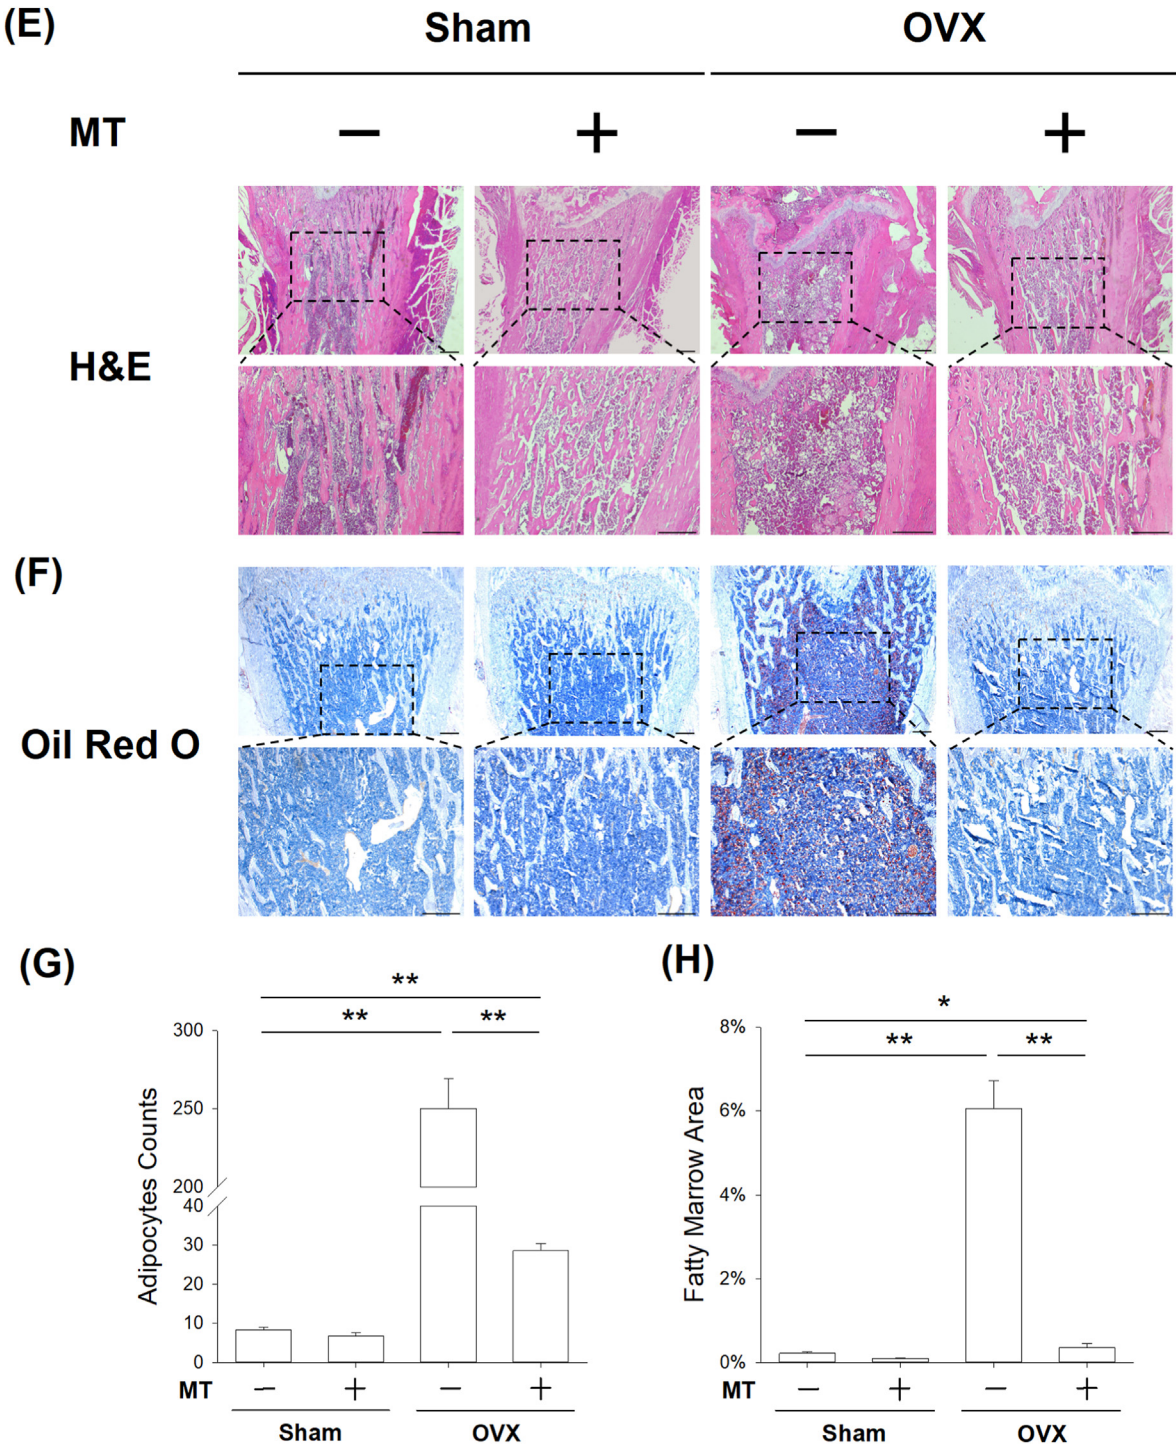 (E)
Sham OVX
MT − + − +
H&E
(F)
Oil Red O
(G)
**
** **
300
250
200
40
30
20
10
0
Adipocytes Counts
MT − + − +
Sham OVX
(H)
*
** **
8%
6%
4%
2%
0%
Fatty Marrow Area
MT − + − +
Sham OVX